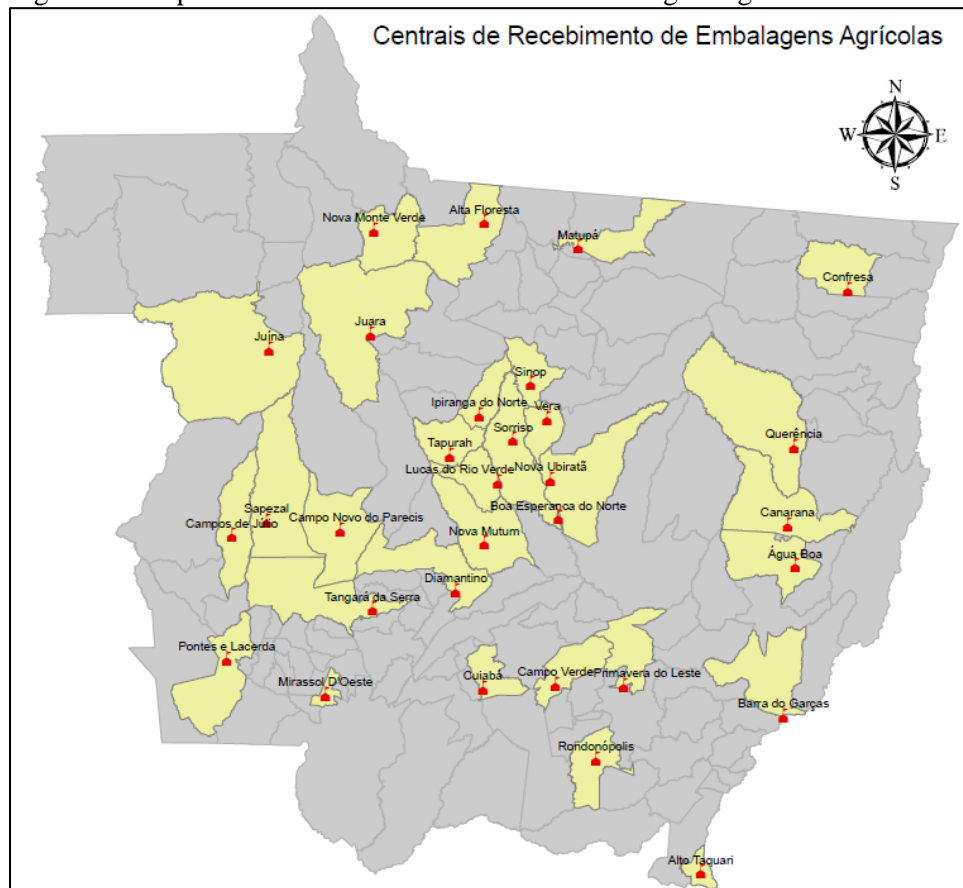 Centrais de Recebimento de Embalagens Agrícolas
N
W E
S
Alta Floresta
Nova Monte Verde
Matupá
Confresa
Juara
Juína
Sinop
Ipiranga do Norte
Vera
Sorriso
Querência
Tapurah
Lucas do Rio Verde
Nova Ubiratã
Boa Esperança do Norte
Canarana
Sapezal
Campos de Júlio
Campo Novo do Parecis
Nova Mutum
Água Boa
Diamantino
Tangará da Serra
Pontes e Lacerda
Cuiabá
Campo Verde
Primavera do Leste
Mirassol D'Oeste
Barra do Garças
Rondonópolis
Alto Taquari